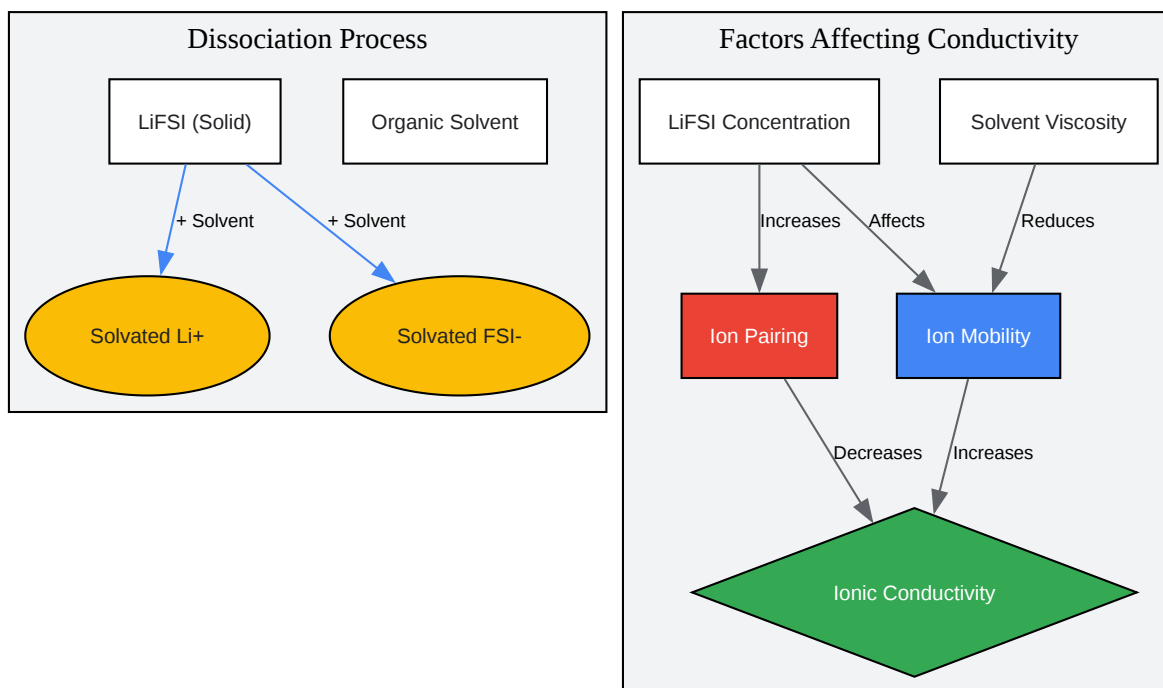 Dissociation Process
LiFSI (Solid)
Organic Solvent
+ Solvent
+ Solvent
Solvated Li+
Solvated FSI-
Factors Affecting Conductivity
LiFSI Concentration
Solvent Viscosity
Increases
Affects
Reduces
Ion Pairing
Ion Mobility
Decreases
Increases
Ionic Conductivity